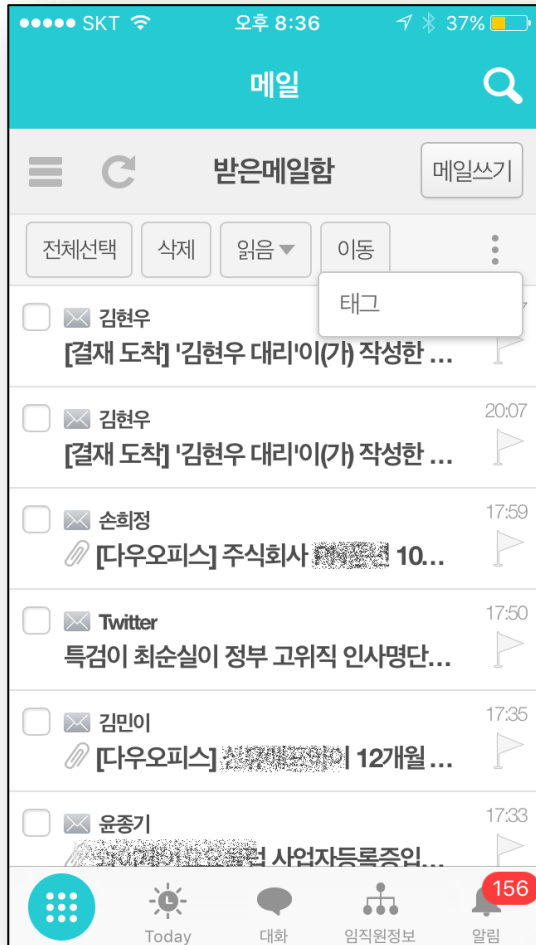 SKT 오후 8:36 37%
메일
받은메일함 메일쓰기
전체선택 삭제 읽음 이동
태그
김현우
[결재 도착] '김현우 대리'이(가) 작성한 ...
김현우 20:07
[결재 도착] '김현우 대리'이(가) 작성한 ...
손희정 17:59
[다우오피스] 주식회사 10...
Twitter 17:50
특검이 최순실이 정부 고위직 인사명단...
김민이 17:35
[다우오피스] 12개월 ...
윤종기 17:33
사업자등록증입...
156
Today 대화 임직원정보 알림